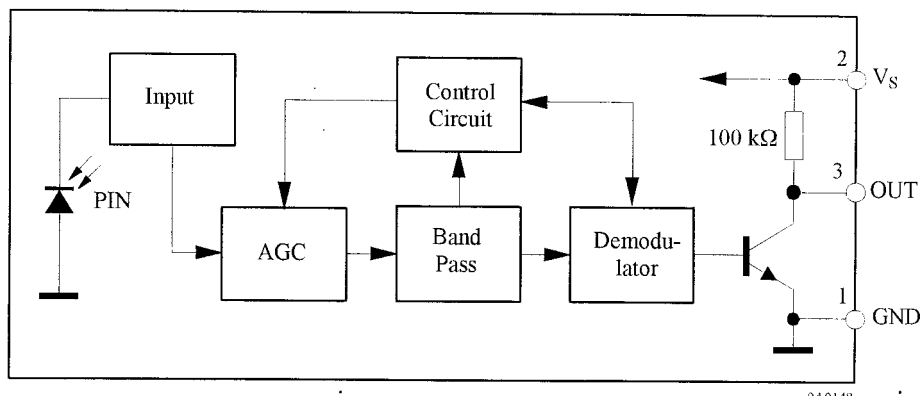 Input
Control
Circuit
2
V_S
100 kΩ
3
OUT
PIN
AGC
Band
Pass
Demodu-
lator
1
GND